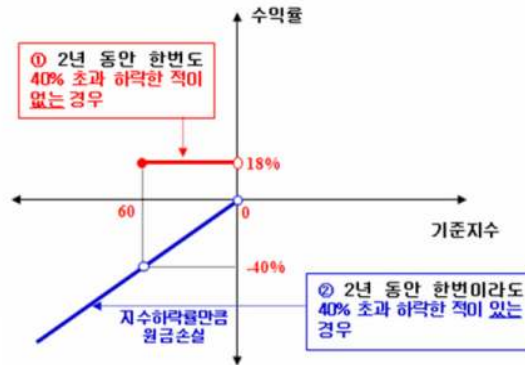 수익률
① 2년 동안 한번도
40% 초과 하락한 적이
없는 경우
18%
60
0
기준지수
-40%
② 2년 동안 한번이라도
40% 초과 하락한 적이 있는
경우
지수하락률만큼
원금손실